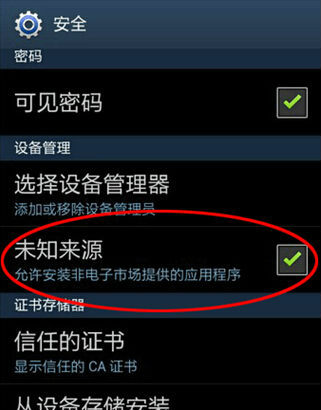 安全
密码
可见密码
设备管理
选择设备管理器
添加或移除设备管理员
未知来源
允许安装非电子市场提供的应用程序
证书存储器
信任的证书
显示信任的 CA 证书
从设备存储安装